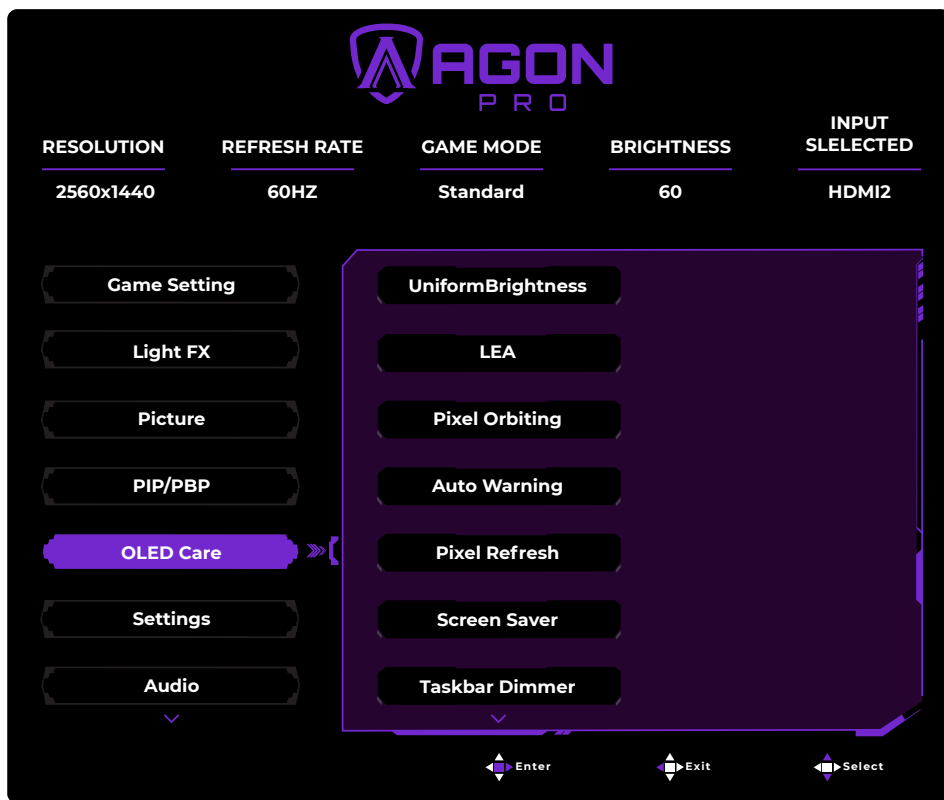 AGON
PRO
RESOLUTION REFRESH RATE GAME MODE BRIGHTNESS INPUT
SLELECTED
2560x1440 60HZ Standard 60 HDMI2
Game Setting UniformBrightness
Light FX LEA
Picture Pixel Orbiting
PIP/PBP Auto Warning
OLED Care Pixel Refresh
Settings Screen Saver
Audio Taskbar Dimmer
Enter Exit Select